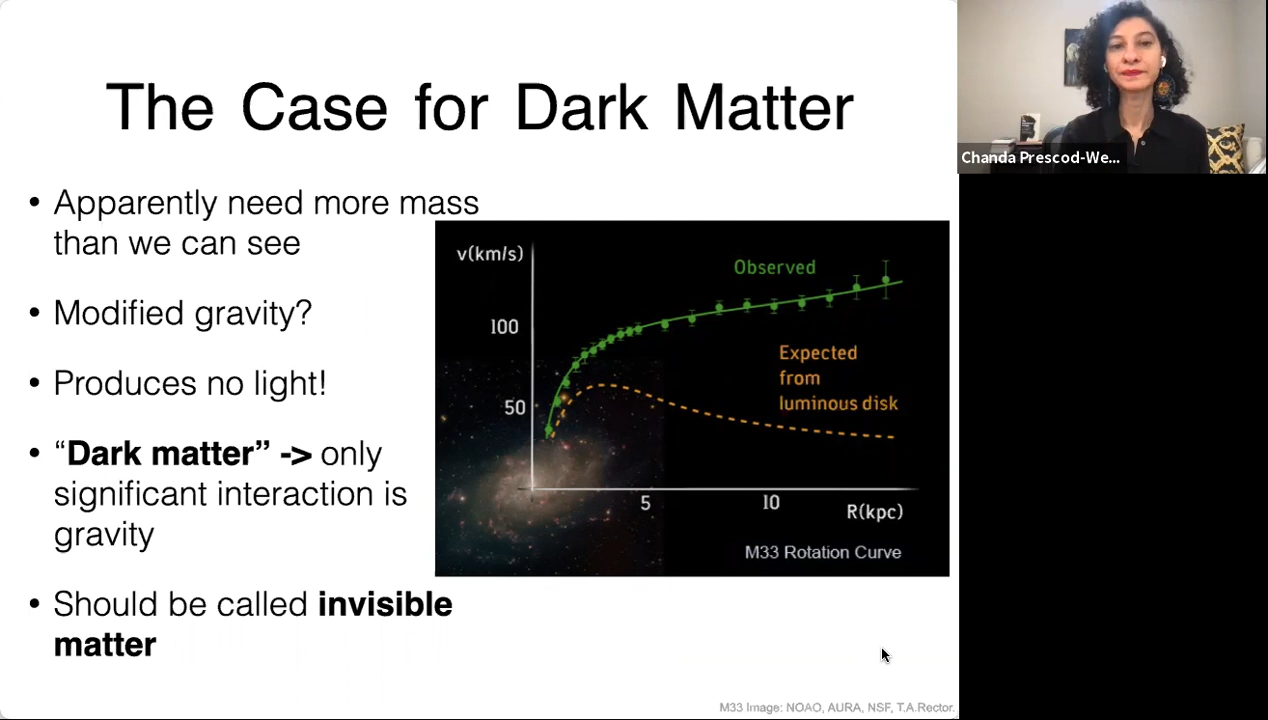 The Case for Dark Matter
• Apparently need more mass
than we can see
• Modified gravity?
• Produces no light!
• “Dark matter” -> only
significant interaction is
gravity
• Should be called invisible
matter
v(km/s)
100
50
Observed
Expected
from
luminous disk
5
10
R(kpc)
M33 Rotation Curve
M33 Image: NOAO, AURA, NSF, T.A.Rector.
Chanda Prescod-We...